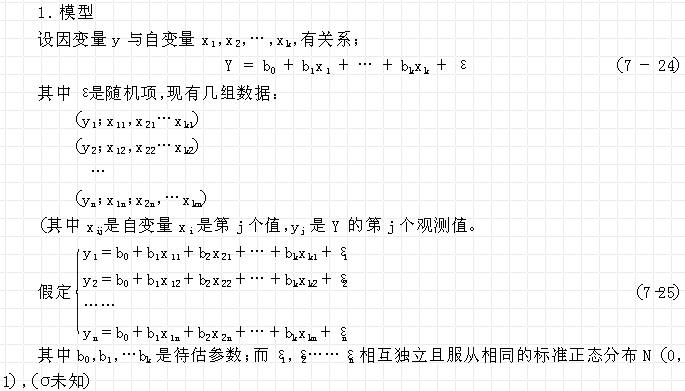 1. 模型
设因变量 y 与自变量 x₁,x₂,⋯,xₖ,有关系;
Y = b₀ + b₁x₁ + ⋯ + bₖxₖ + ε (7 - 24)
其中 ε是随机项,现有几组数据:
(y₁; x₁₁, x₂₁⋯xₖ₁)
(y₂; x₁₂, x₂₂⋯xₖ₂)
⋯
(yₙ; x₁ₙ; x₂ₙ, ⋯xₖₙ)
(其中 xᵢⱼ是自变量 xᵢ是第 j 个值,yⱼ 是 Y 的第 j 个观测值。
y₁ = b₀ + b₁x₁₁ + b₂x₂₁ + ⋯ + bₖxₖ₁ + ε₁
y₂ = b₀ + b₁x₁₂ + b₂x₂₂ + ⋯ + bₖxₖ₂ + ε₂
假定 (7-25)
⋯⋯
yₙ = b₀ + b₁x₁ₙ + b₂x₂ₙ + ⋯ + bₖxₖₙ + εₙ
其中 b₀,b₁,⋯bₖ 是待估参数;而 ε₁, ε₂⋯⋯ εₙ 相互独立且服从相同的标准正态分布 N (0,
1),(σ未知)